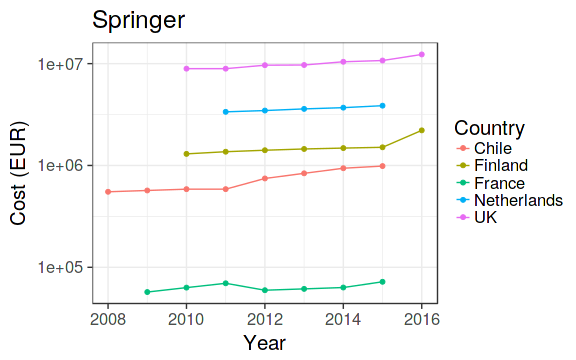 Springer
Cost (EUR)
1e+07
1e+06
1e+05
2008 2010 2012 2014 2016
Year
Country
Chile
Finland
France
Netherlands
UK